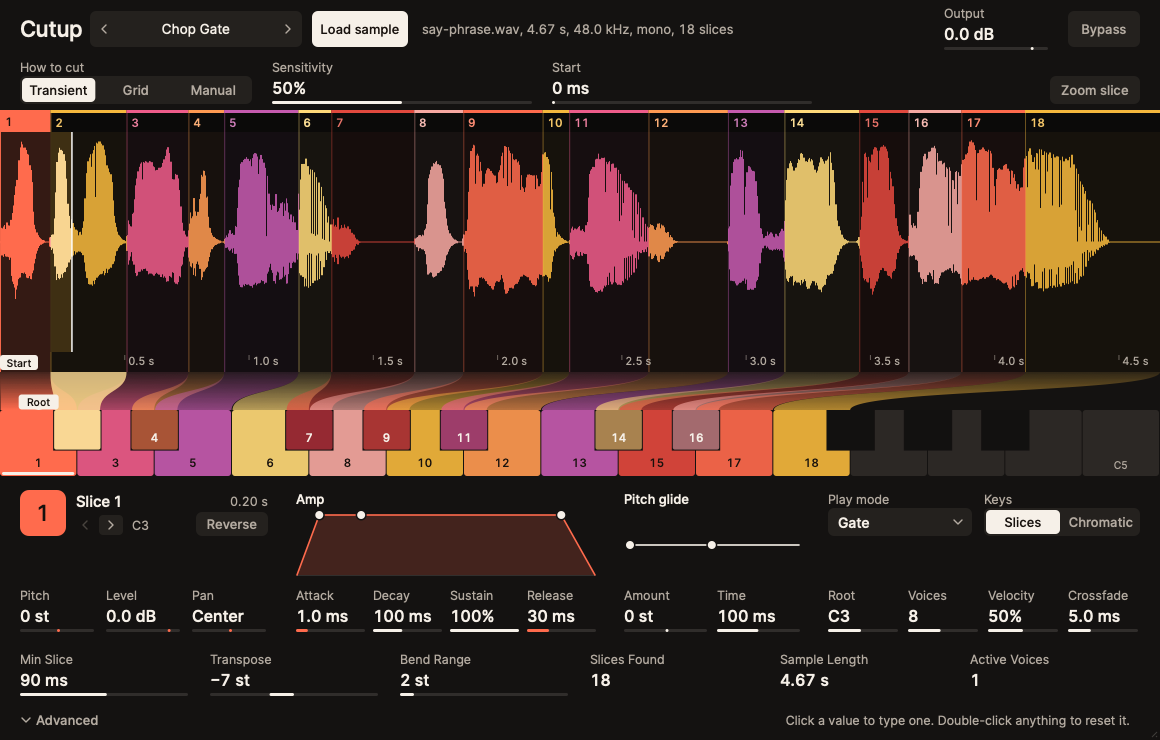 Cutup
Chop Gate
Load sample
say-phrase.wav, 4.67 s, 48.0 kHz, mono, 18 slices
Output
0.0 dB
Bypass
How to cut
Transient Grid Manual
Sensitivity
50%
Start
0 ms
Zoom slice
1 2 3 4 5 6 7 8 9 10 11 12 13 14 15 16 17 18
Start
0.5 s 1.0 s 1.5 s 2.0 s 2.5 s 3.0 s 3.5 s 4.0 s 4.5 s
Root
4 7 9 11 14 16
1 3 5 6 8 10 12 13 15 17 18 C5
1
Slice 1
0.20 s
C3
Reverse
Amp
Pitch glide
Play mode
Gate
Keys
Slices Chromatic
Pitch Level Pan Attack Decay Sustain Release Amount Time Root Voices Velocity Crossfade
0 st 0.0 dB Center 1.0 ms 100 ms 100% 30 ms 0 st 100 ms C3 8 50% 5.0 ms
Min Slice Transpose Bend Range Slices Found Sample Length Active Voices
90 ms −7 st 2 st 18 4.67 s 1
Advanced
Click a value to type one. Double-click anything to reset it.